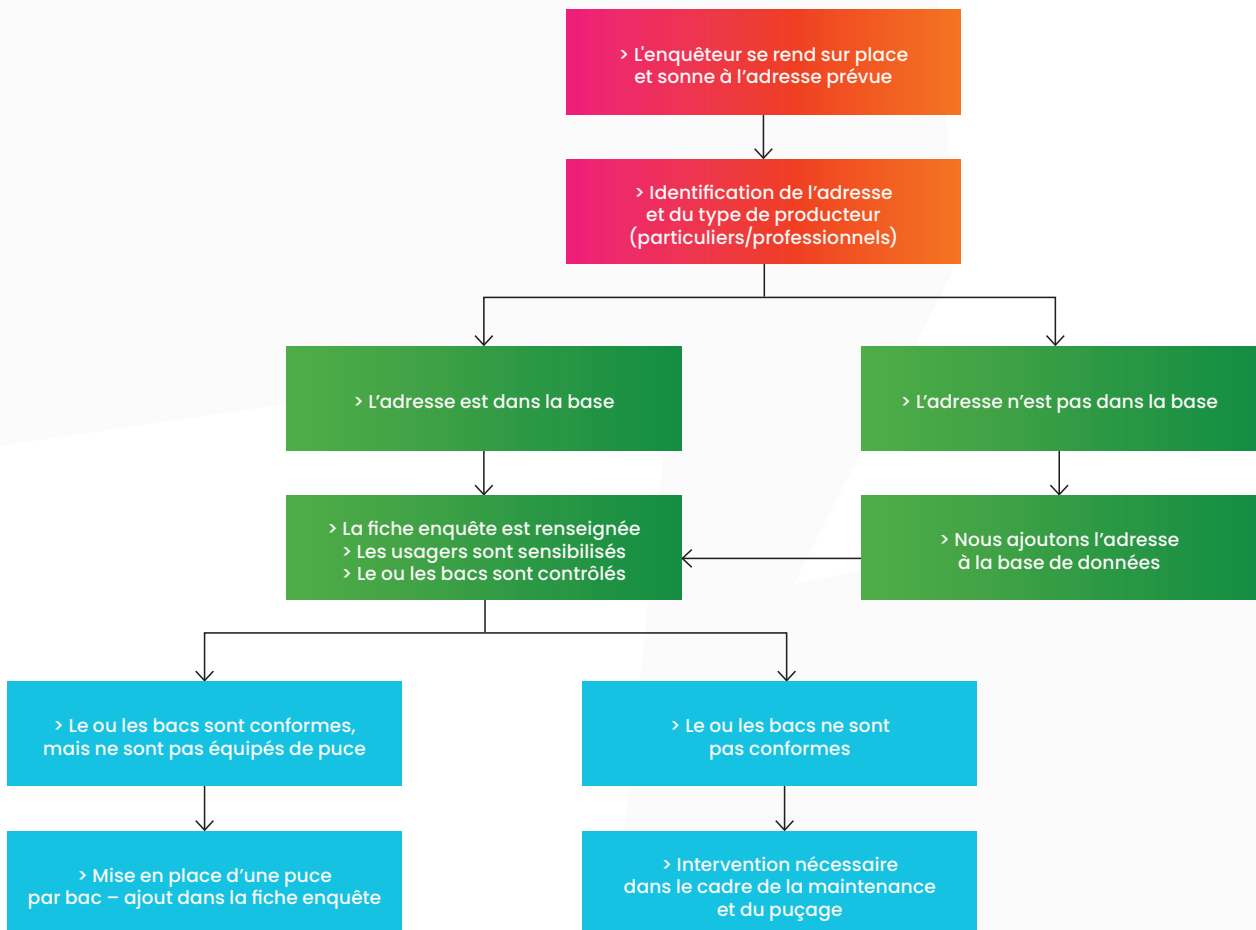 > L'enquêteur se rend sur place
et sonne à l’adresse prévue
> Identification de l’adresse
et du type de producteur
(particuliers/professionnels)
> L’adresse est dans la base
> L’adresse n’est pas dans la base
> La fiche enquête est renseignée
> Les usagers sont sensibilisés
> Le ou les bacs sont contrôlés
> Nous ajoutons l’adresse
à la base de données
> Le ou les bacs sont conformes,
mais ne sont pas équipés de puce
> Le ou les bacs ne sont
pas conformes
> Mise en place d’une puce
par bac – ajout dans la fiche enquête
> Intervention nécessaire
dans le cadre de la maintenance
et du puçage